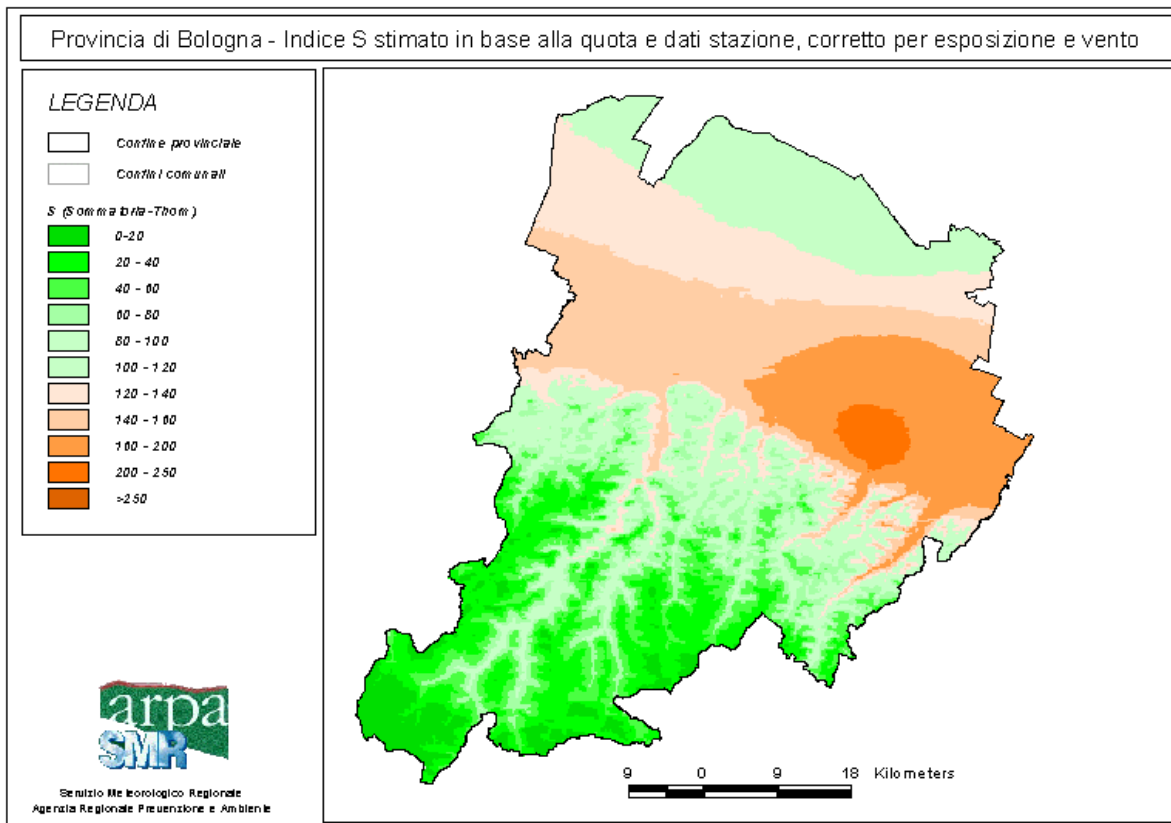 Provincia di Bologna - Indice S stimato in base alla quota e dati stazione, corretto per esposizione e vento
LEGENDA
Confine provinciale
Confini comunali
S (Sommatoria-Thom)
0-20
20 - 40
40 - 60
60 - 80
80 - 100
100 - 120
120 - 140
140 - 160
160 - 200
200 - 250
>250
arpa
SMR
Servizio Meteorologico Regionale
Agenzia Regionale Prevenzione e Ambiente
9 0 9 18 Kilometers